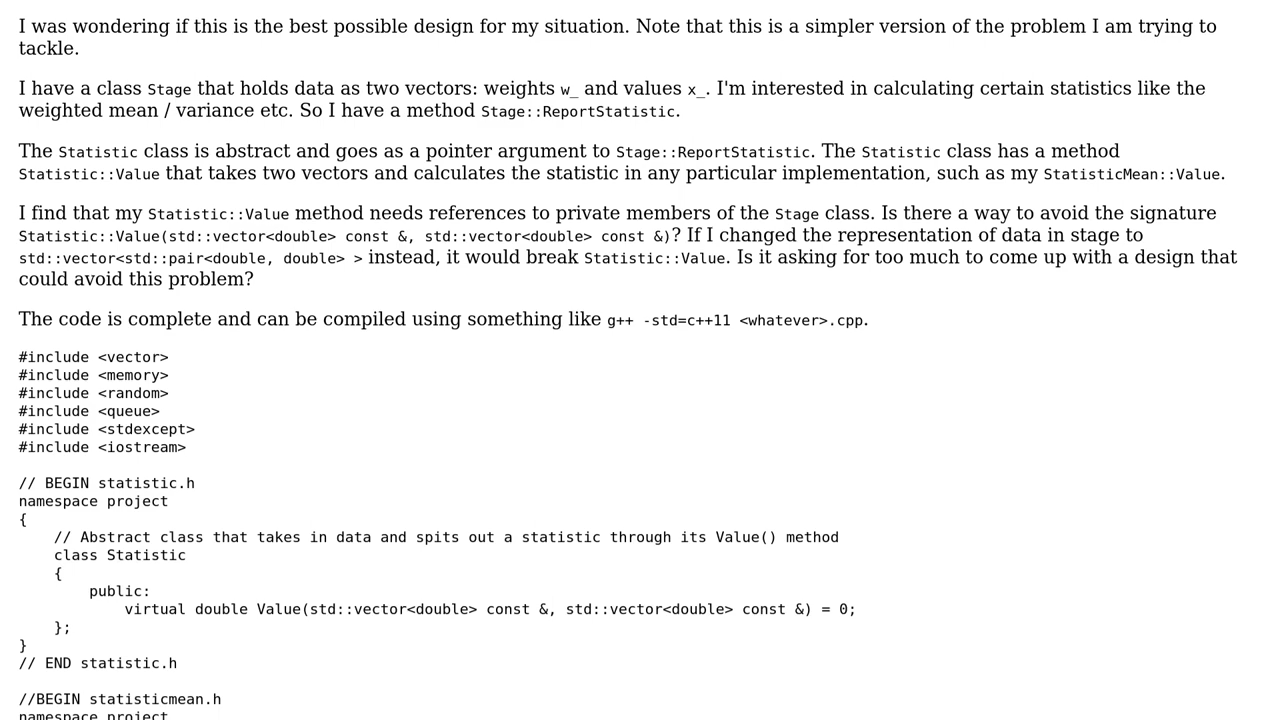 I was wondering if this is the best possible design for my situation. Note that this is a simpler version of the problem I am trying to
tackle.
I have a class Stage that holds data as two vectors: weights w_ and values x_. I'm interested in calculating certain statistics like the
weighted mean / variance etc. So I have a method Stage::ReportStatistic.
The Statistic class is abstract and goes as a pointer argument to Stage::ReportStatistic. The Statistic class has a method
Statistic::Value that takes two vectors and calculates the statistic in any particular implementation, such as my StatisticMean::Value.
I find that my Statistic::Value method needs references to private members of the Stage class. Is there a way to avoid the signature
Statistic::Value(std::vector<double> const &, std::vector<double> const &)? If I changed the representation of data in stage to
std::vector<std::pair<double, double> > instead, it would break Statistic::Value. Is it asking for too much to come up with a design that
could avoid this problem?
The code is complete and can be compiled using something like g++ -std=c++11 <whatever>.cpp.
#include <vector>
#include <memory>
#include <random>
#include <queue>
#include <stdexcept>
#include <iostream>
// BEGIN statistic.h
namespace project
{
    // Abstract class that takes in data and spits out a statistic through its Value() method
    class Statistic
    {
        public:
            virtual double Value(std::vector<double> const &, std::vector<double> const &) = 0;
    };
}
// END statistic.h
//BEGIN statisticmean.h
namespace project